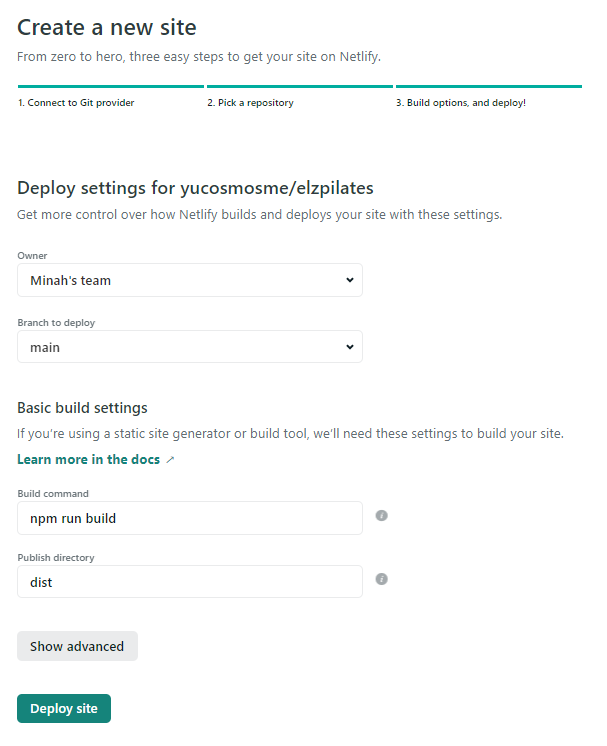 Create a new site
From zero to hero, three easy steps to get your site on Netlify.
1. Connect to Git provider
2. Pick a repository
3. Build options, and deploy!
Deploy settings for yucosmosme/elzpilates
Get more control over how Netlify builds and deploys your site with these settings.
Owner
Minah's team
Branch to deploy
main
Basic build settings
If you're using a static site generator or build tool, we'll need these settings to build your site.
Learn more in the docs ↗
Build command
npm run build
Publish directory
dist
Show advanced
Deploy site